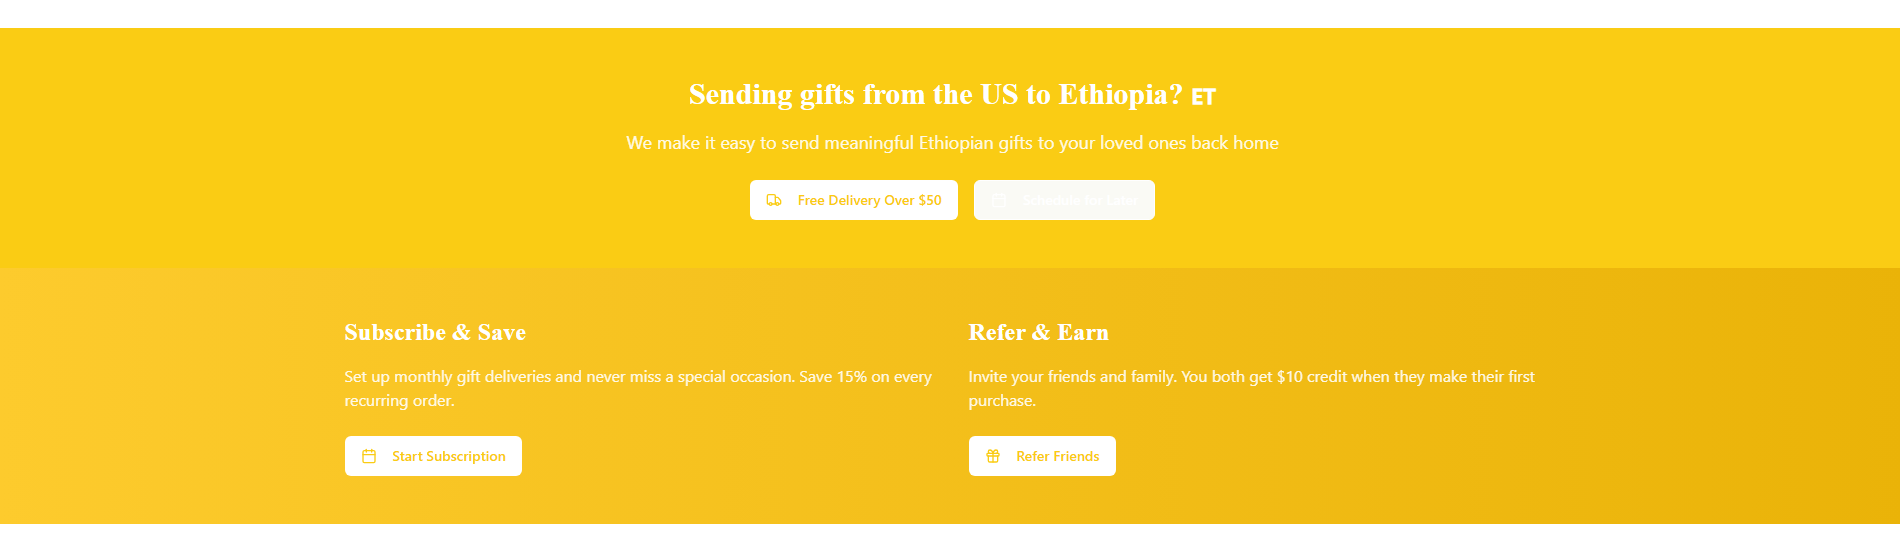 Sending gifts from the US to Ethiopia? ET
We make it easy to send meaningful Ethiopian gifts to your loved ones back home
Free Delivery Over $50
Schedule for Later
Subscribe & Save
Refer & Earn
Set up monthly gift deliveries and never miss a special occasion. Save 15% on every
recurring order.
Invite your friends and family. You both get $10 credit when they make their first
purchase.
Start Subscription
Refer Friends